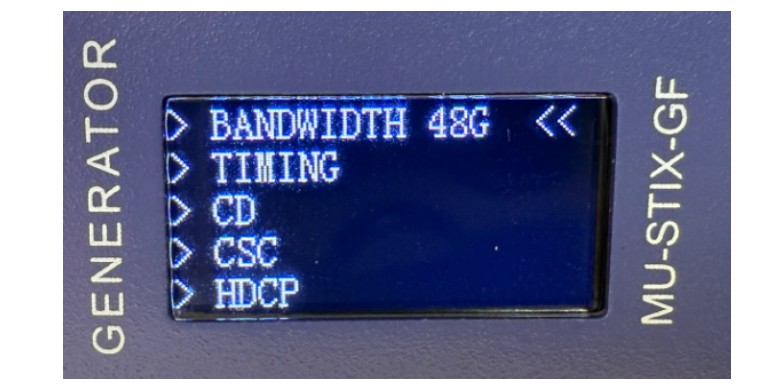 GENERATOR
> BANDWIDTH 48G <<
> TIMING
> CD
> CSC
> HDCP
MU-STIX-GF